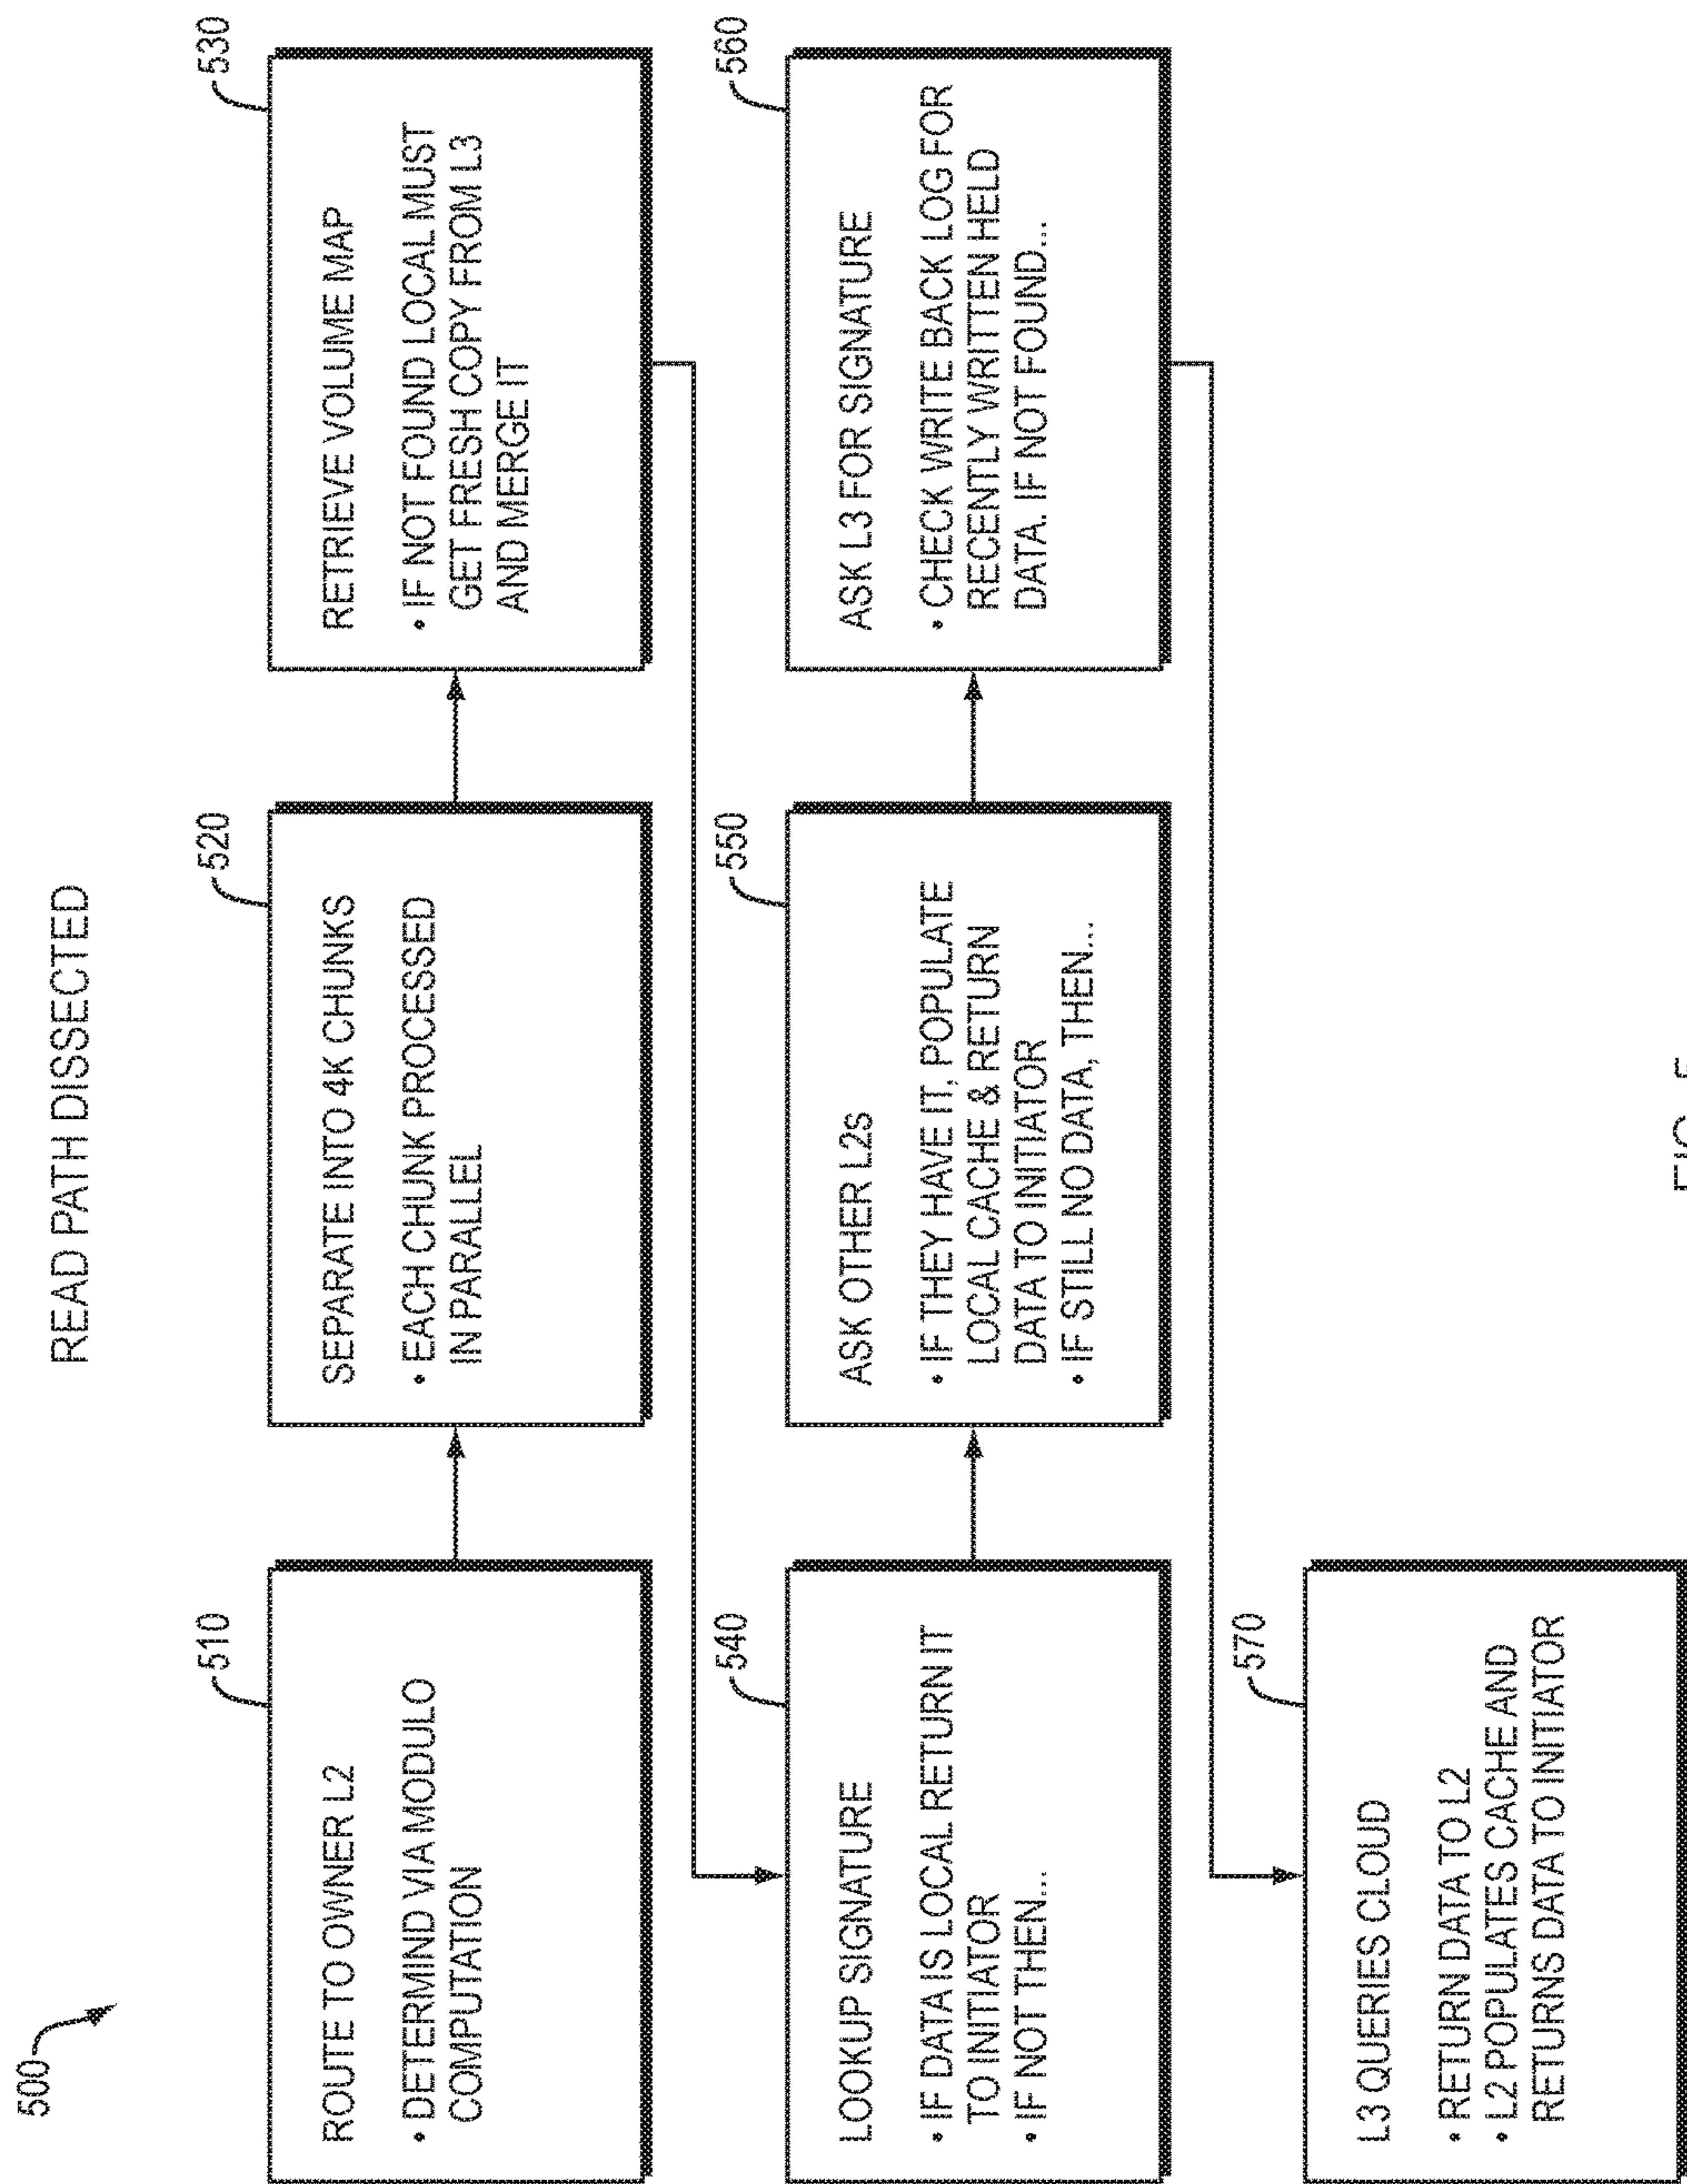 READ PATH DISSECTED
500
510
ROUTE TO OWNER L2
• DETERMIND VIA MODULO
COMPUTATION
520
SEPARATE INTO 4K CHUNKS
• EACH CHUNK PROCESSED
IN PARALLEL
530
RETRIEVE VOLUME MAP
• IF NOT FOUND LOCAL MUST
GET FRESH COPY FROM L3
AND MERGE IT
540
LOOKUP SIGNATURE
• IF DATA IS LOCAL RETURN IT
TO INITIATOR
• IF NOT THEN...
550
ASK OTHER L2s
• IF THEY HAVE IT, POPULATE
LOCAL CACHE & RETURN
DATA TO INITIATOR
• IF STILL NO DATA, THEN...
560
ASK L3 FOR SIGNATURE
• CHECK WRITE BACK LOG FOR
RECENTLY WRITTEN HELD
DATA. IF NOT FOUND...
570
L3 QUERIES CLOUD
• RETURN DATA TO L2
• L2 POPULATES CACHE AND
RETURNS DATA TO INITIATOR